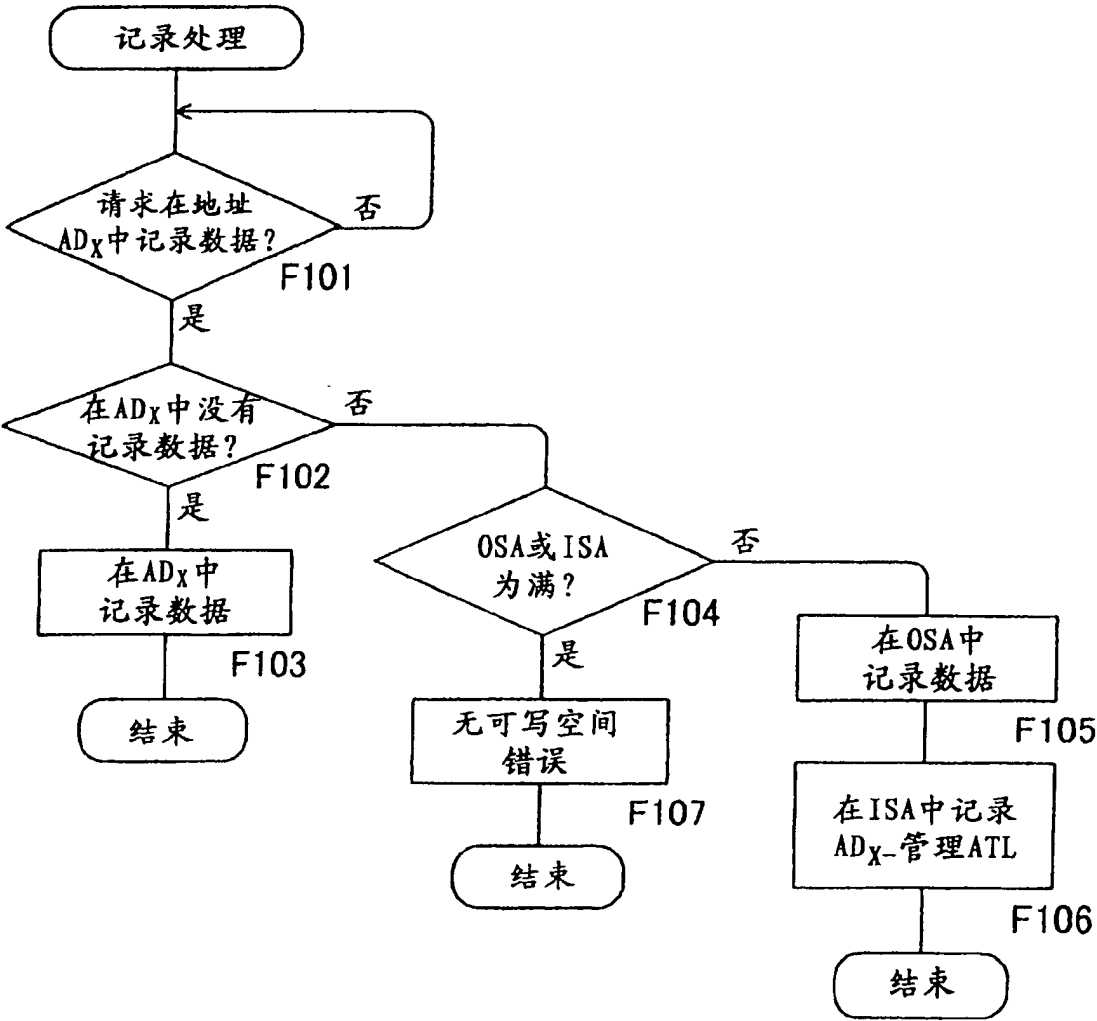 记录处理
请求在地址
ADX中记录数据?
否
F101
是
在ADX中没有
记录数据?
否
F102
是
在ADX中
记录数据
F103
结束
OSA或ISA
为满?
否
F104
是
无可写空间
错误
F107
结束
在OSA中
记录数据
F105
在ISA中记录
ADX-管理ATL
F106
结束